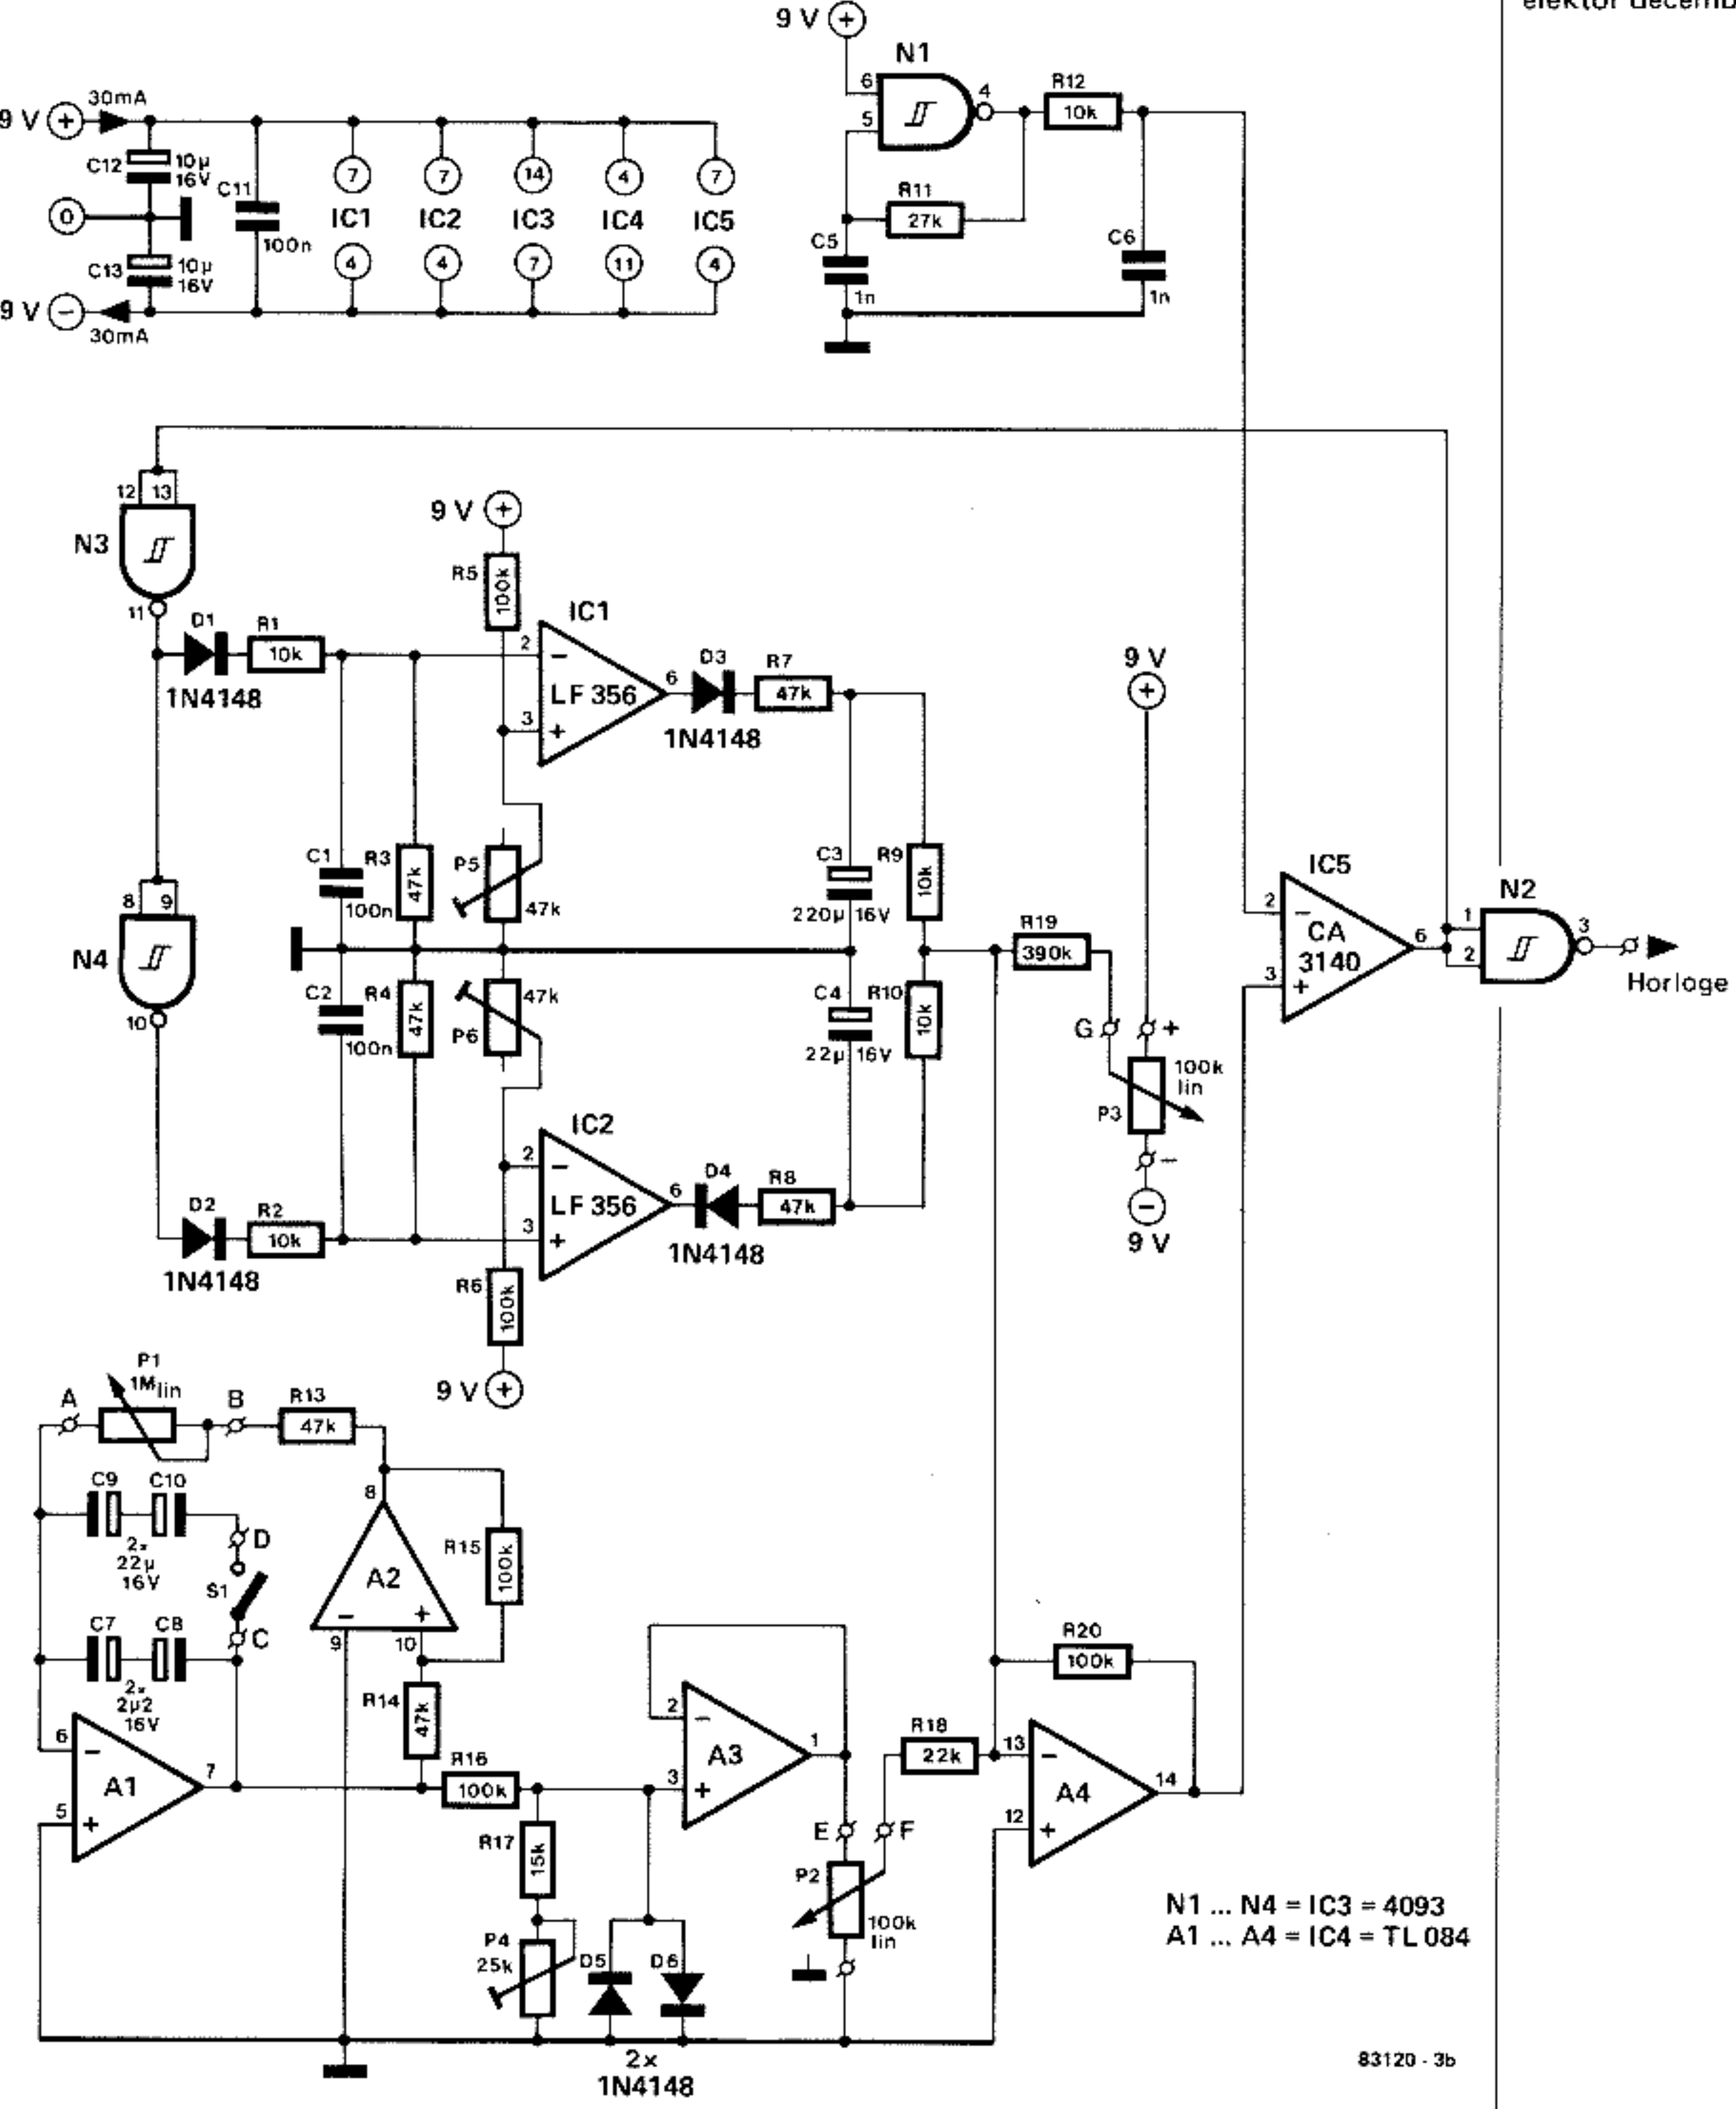 elektor decemb
9 V +
N1
6
5
4
R12
10k
R11
27k
C5
1n
C6
1n
9 V +
30mA
C12
10µ
16V
C11
100n
0
C13
10µ
16V
9 V −
30mA
7
7
14
4
7
IC1
IC2
IC3
IC4
IC5
4
4
7
11
4
12
13
N3
11
D1
1N4148
R1
10k
9 V +
R5
100k
IC1
2
−
LF 356
3
+
6
D3
1N4148
R7
47k
8
9
N4
10
C1
100n
R3
47k
P5
47k
C2
100n
R4
47k
P6
47k
C3
220µ 16V
R9
10k
C4
22µ 16V
R10
10k
R19
390k
9 V
+
G
+
100k
lin
P3
−
−
9 V
IC5
2
−
CA
3140
3
+
6
N2
1
2
3
Horloge
D2
1N4148
R2
10k
IC2
2
−
LF 356
3
+
6
D4
1N4148
R8
47k
R6
100k
9 V +
A
P1
1M lin
B
R13
47k
C9
C10
2x
22µ
16V
D
S1
C
C7
C8
2x
2µ2
16V
8
A2
−
+
9
10
R15
100k
R14
47k
6
−
A1
5
+
7
R16
100k
R17
15k
P4
25k
D5
D6
2x
1N4148
2
−
A3
3
+
1
E
F
P2
100k
lin
R18
22k
R20
100k
13
−
A4
12
+
14
N1 ... N4 = IC3 = 4093
A1 ... A4 = IC4 = TL 084
83120 - 3b